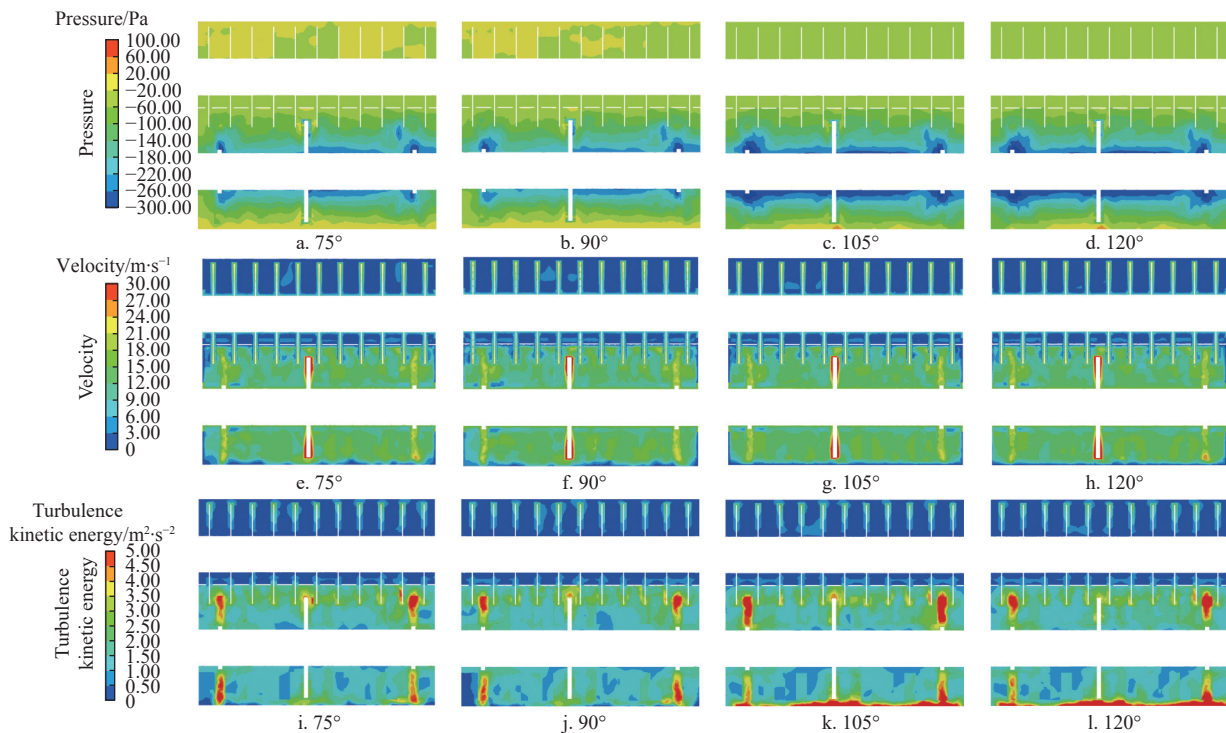 Pressure/Pa
100.00
60.00
20.00
−20.00
−60.00
−100.00
−140.00
−180.00
−220.00
−260.00
−300.00
Pressure
a. 75°
b. 90°
c. 105°
d. 120°
Velocity/m·s⁻¹
30.00
27.00
24.00
21.00
18.00
15.00
12.00
9.00
6.00
3.00
0
Velocity
e. 75°
f. 90°
g. 105°
h. 120°
Turbulence
kinetic energy/m²·s⁻²
5.00
4.50
4.00
3.50
3.00
2.50
2.00
1.50
1.00
0.50
0
Turbulence
kinetic energy
i. 75°
j. 90°
k. 105°
l. 120°